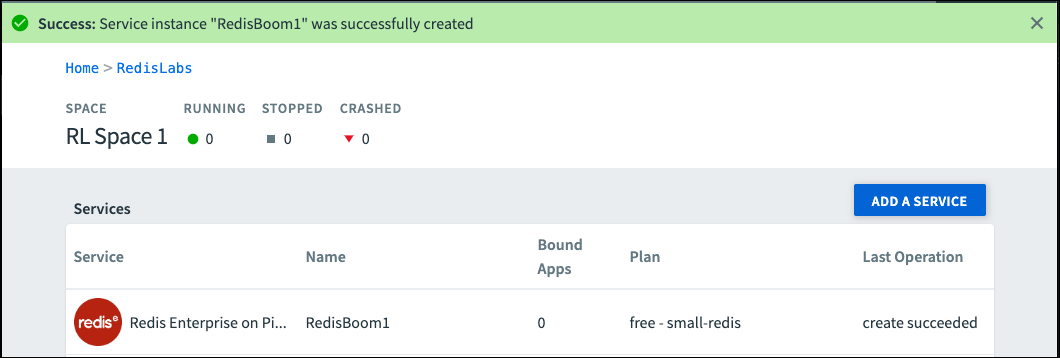 Success: Service instance "RedisBoom1" was successfully created
Home > RedisLabs
SPACE RUNNING STOPPED CRASHED
RL Space 1 0 0 0
Services ADD A SERVICE
Service Name Bound Apps Plan Last Operation
redise Redis Enterprise on Pi... RedisBoom1 0 free - small-redis create succeeded